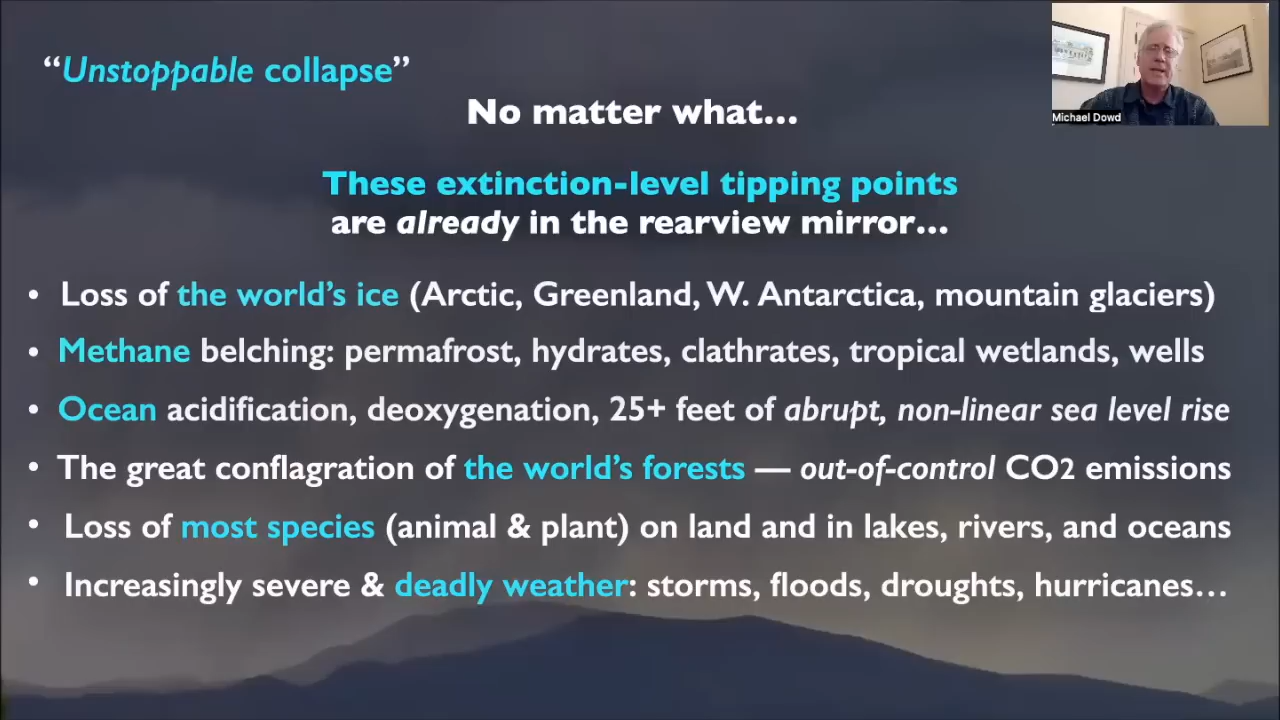 “Unstoppable collapse”
Michael Dowd
No matter what...
These extinction-level tipping points
are already in the rearview mirror...
• Loss of the world’s ice (Arctic, Greenland, W. Antarctica, mountain glaciers)
• Methane belching: permafrost, hydrates, clathrates, tropical wetlands, wells
• Ocean acidification, deoxygenation, 25+ feet of abrupt, non-linear sea level rise
• The great conflagration of the world’s forests — out-of-control CO2 emissions
• Loss of most species (animal & plant) on land and in lakes, rivers, and oceans
• Increasingly severe & deadly weather: storms, floods, droughts, hurricanes...